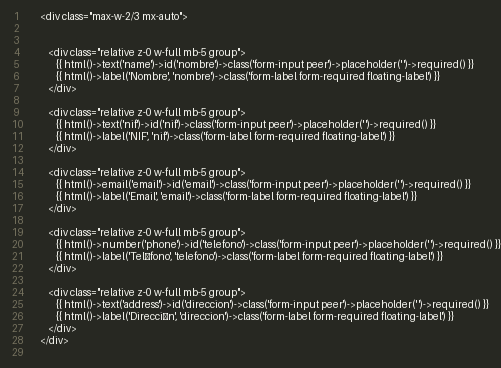 1 <div class="max-w-2/3 mx-auto">
2
3
4 <div class="relative z-0 w-full mb-5 group">
5 {{ html()->text('name')->id('nombre')->class('form-input peer')->placeholder(' ')->required() }}
6 {{ html()->label('Nombre', 'nombre')->class('form-label form-required floating-label') }}
7 </div>
8
9 <div class="relative z-0 w-full mb-5 group">
10 {{ html()->text('nif')->id('nif')->class('form-input peer')->placeholder(' ')->required() }}
11 {{ html()->label('NIF', 'nif')->class('form-label form-required floating-label') }}
12 </div>
13
14 <div class="relative z-0 w-full mb-5 group">
15 {{ html()->email('email')->id('email')->class('form-input peer')->placeholder(' ')->required() }}
16 {{ html()->label('Email', 'email')->class('form-label form-required floating-label') }}
17 </div>
18
19 <div class="relative z-0 w-full mb-5 group">
20 {{ html()->number('phone')->id('telefono')->class('form-input peer')->placeholder(' ')->required() }}
21 {{ html()->label('Tel▯fono', 'telefono')->class('form-label form-required floating-label') }}
22 </div>
23
24 <div class="relative z-0 w-full mb-5 group">
25 {{ html()->text('address')->id('direccion')->class('form-input peer')->placeholder(' ')->required() }}
26 {{ html()->label('Direcci▯n', 'direccion')->class('form-label form-required floating-label') }}
27 </div>
28 </div>
29